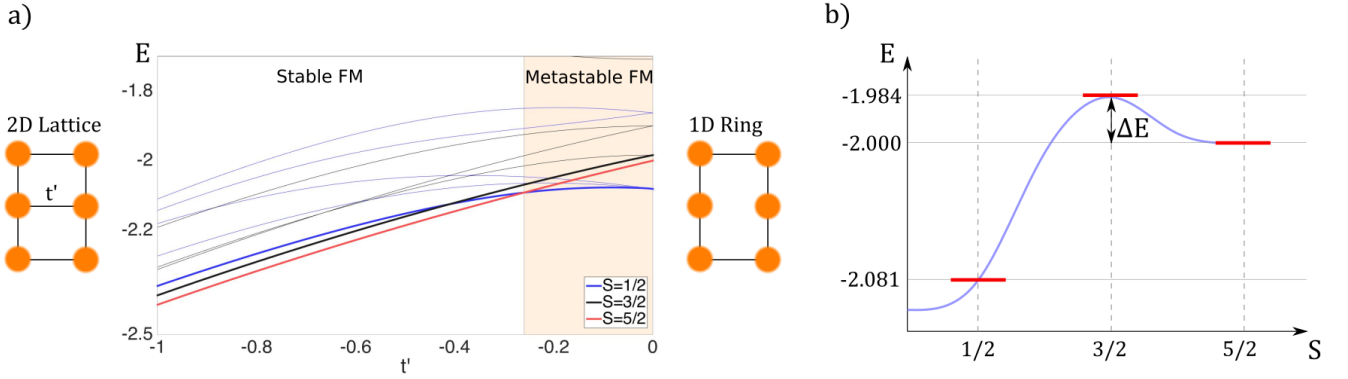 a)
E
Stable FM
Metastable FM
-1.8
-2
-2.2
-2.5
-1
-0.8
-0.6
-0.4
-0.2
0
t'
S=1/2
S=3/2
S=5/2
2D Lattice
t'
1D Ring
b)
E
-1.984
ΔE
-2.000
-2.081
1/2
3/2
5/2
S